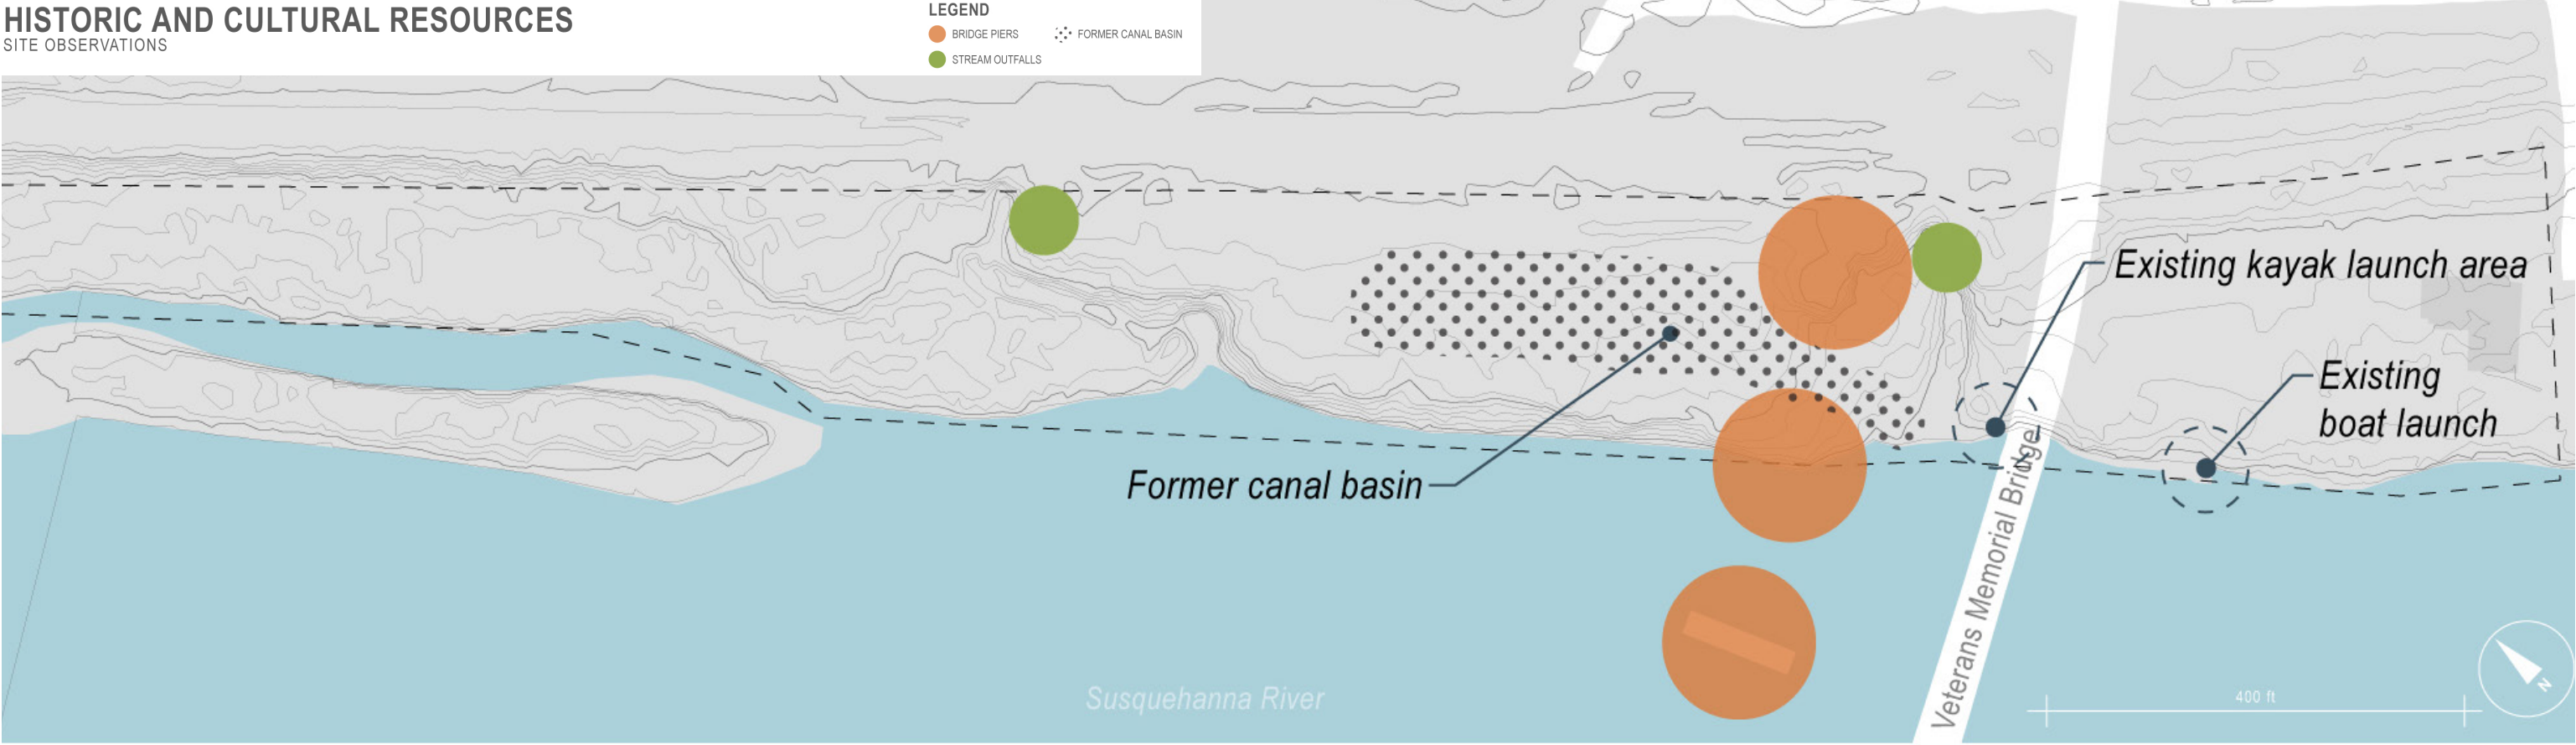 HISTORIC AND CULTURAL RESOURCES
SITE OBSERVATIONS
LEGEND
BRIDGE PIERS
FORMER CANAL BASIN
STREAM OUTFALLS
Existing kayak launch area
Existing
boat launch
Former canal basin
Veterans Memorial Bridge
Susquehanna River
400 ft
N